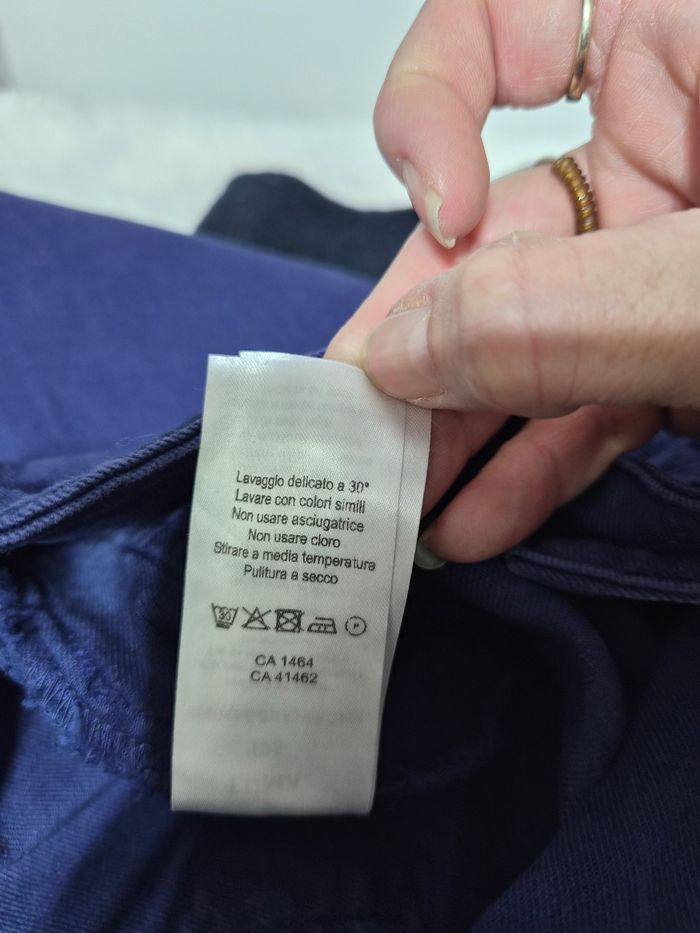 Lavaggio delicato a 30°
Lavare con colori simili
Non usare asciugatrice
Non usare cloro
Stirare a media temperatura
Pulitura a secco
30 P
CA 1464
CA 41462